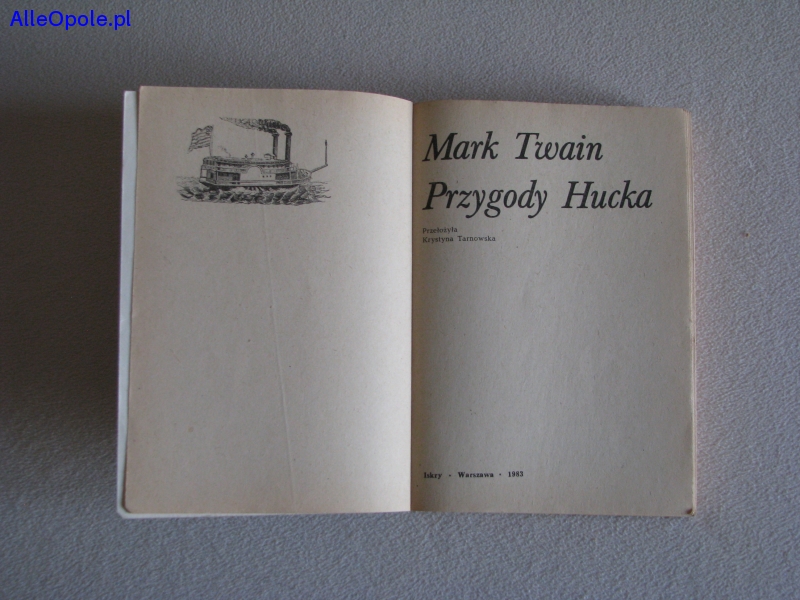 AlleOpole.pl
Mark Twain
Przygody Hucka
Przełożyła
Krystyna Tarnowska
Iskry - Warszawa - 1983